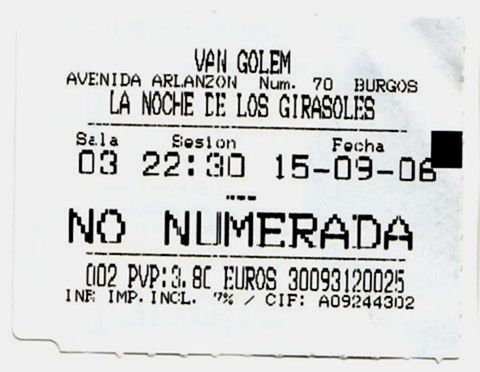 VAN GOLEM
AVENIDA ARLANZON Num. 70 BURGOS
LA NOCHE DE LOS GIRASOLES
Sala Sesion Fecha
03 22:30 15-09-06
---
NO NUMERADA
002 PVP:3.80 EUROS 30093120025
INF IMP. INCL. 7% / CIF: A09244302